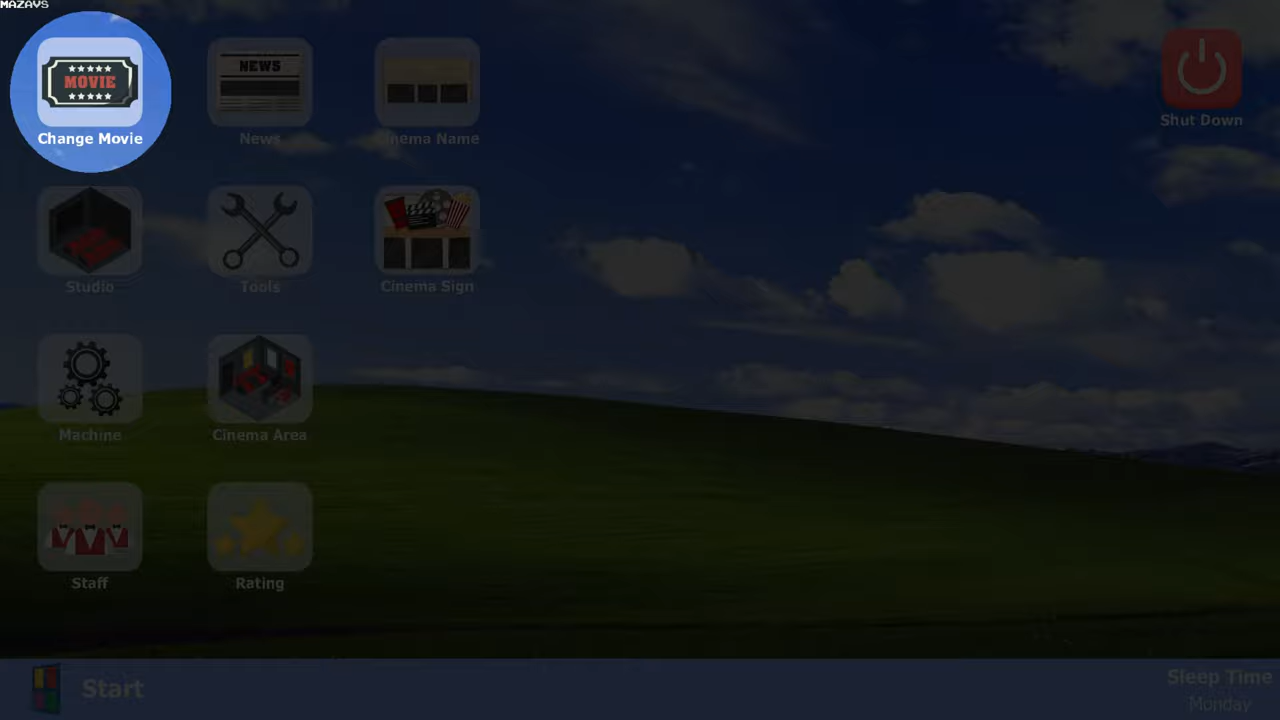 MAZAVS
MOVIE
Change Movie
NEWS
News
Cinema Name
Shut Down
Studio
Tools
Cinema Sign
Machine
Cinema Area
Staff
Rating
Start
Sleep Time
Monday